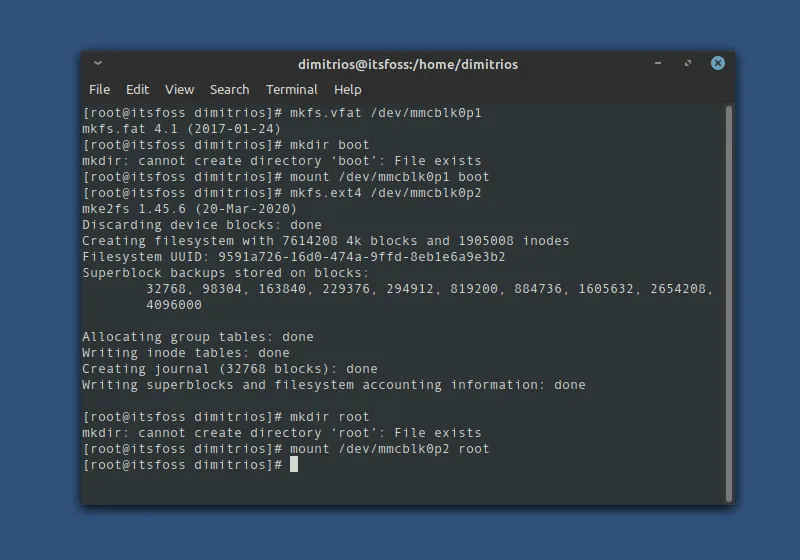 dimitrios@itsfoss:/home/dimitrios
File Edit View Search Terminal Help
[root@itsfoss dimitrios]# mkfs.vfat /dev/mmcblk0p1
mkfs.fat 4.1 (2017-01-24)
[root@itsfoss dimitrios]# mkdir boot
mkdir: cannot create directory ‘boot’: File exists
[root@itsfoss dimitrios]# mount /dev/mmcblk0p1 boot
[root@itsfoss dimitrios]# mkfs.ext4 /dev/mmcblk0p2
mke2fs 1.45.6 (20-Mar-2020)
Discarding device blocks: done
Creating filesystem with 7614208 4k blocks and 1905008 inodes
Filesystem UUID: 9591a726-16d0-474a-9ffd-8eb1e6a9e3b2
Superblock backups stored on blocks:
32768, 98304, 163840, 229376, 294912, 819200, 884736, 1605632, 2654208,
4096000
Allocating group tables: done
Writing inode tables: done
Creating journal (32768 blocks): done
Writing superblocks and filesystem accounting information: done
[root@itsfoss dimitrios]# mkdir root
mkdir: cannot create directory ‘root’: File exists
[root@itsfoss dimitrios]# mount /dev/mmcblk0p2 root
[root@itsfoss dimitrios]#